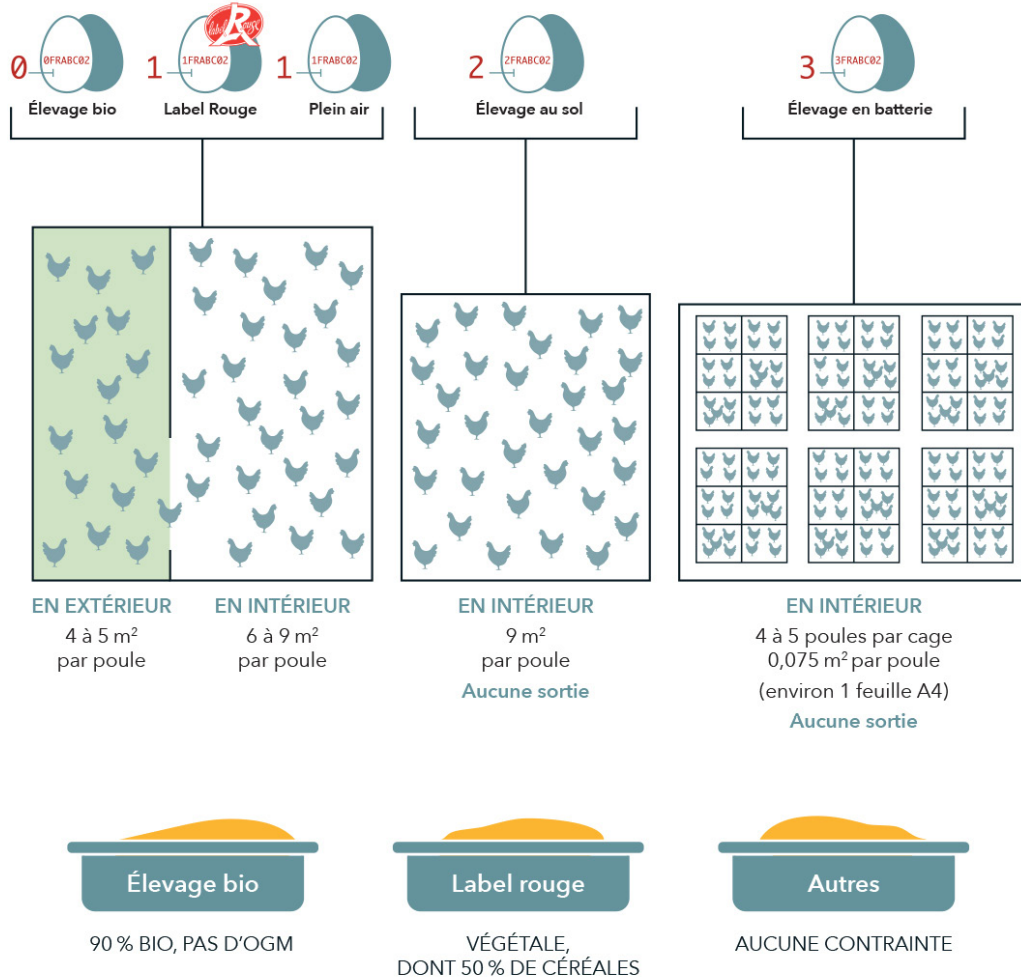 0
0FRABC02
Élevage bio
1
1FRABC02
Label Rouge
Label Rouge
1
1FRABC02
Plein air
2
2FRABC02
Élevage au sol
3
3FRABC02
Élevage en batterie
EN EXTÉRIEUR
4 à 5 m²
par poule
EN INTÉRIEUR
6 à 9 m²
par poule
EN INTÉRIEUR
9 m²
par poule
Aucune sortie
EN INTÉRIEUR
4 à 5 poules par cage
0,075 m² par poule
(environ 1 feuille A4)
Aucune sortie
Élevage bio
90 % BIO, PAS D’OGM
Label rouge
VÉGÉTALE,
DONT 50 % DE CÉRÉALES
Autres
AUCUNE CONTRAINTE